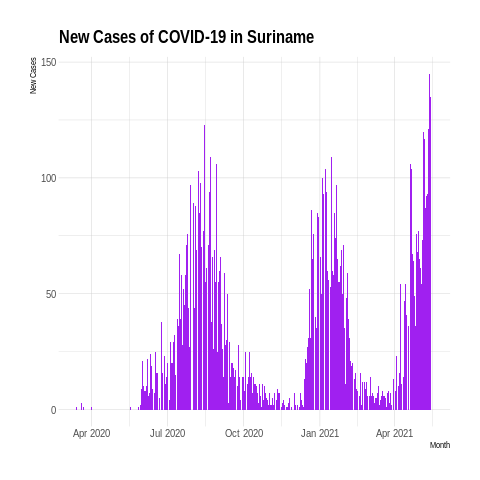 New Cases of COVID-19 in Suriname
New Cases
150
100
50
0
Apr 2020 Jul 2020 Oct 2020 Jan 2021 Apr 2021
Month